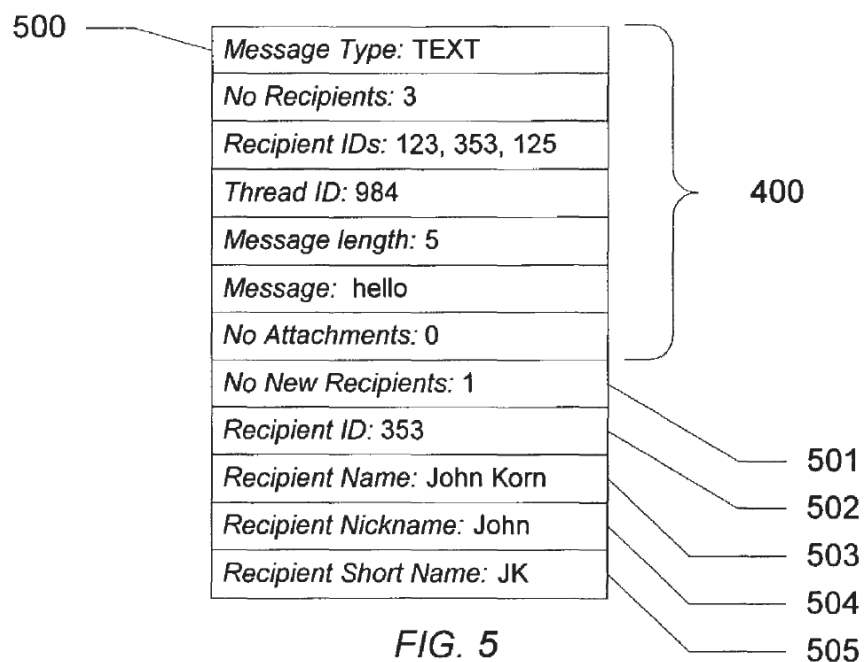 500
Message Type: TEXT
No Recipients: 3
Recipient IDs: 123, 353, 125
Thread ID: 984
400
Message length: 5
Message: hello
No Attachments: 0
No New Recipients: 1
Recipient ID: 353
501
Recipient Name: John Korn
502
Recipient Nickname: John
503
Recipient Short Name: JK
504
FIG. 5
505